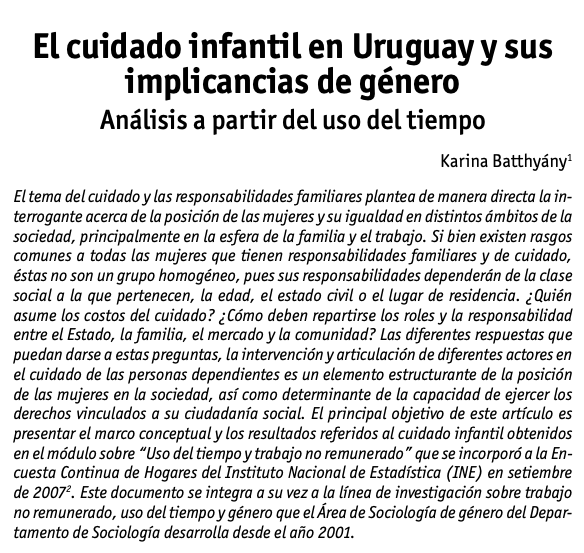 El cuidado infantil en Uruguay y sus
implicancias de género
Análisis a partir del uso del tiempo
Karina Batthyány¹
El tema del cuidado y las responsabilidades familiares plantea de manera directa la in-
terrogante acerca de la posición de las mujeres y su igualdad en distintos ámbitos de la
sociedad, principalmente en la esfera de la familia y el trabajo. Si bien existen rasgos
comunes a todas las mujeres que tienen responsabilidades familiares y de cuidado,
éstas no son un grupo homogéneo, pues sus responsabilidades dependerán de la clase
social a la que pertenecen, la edad, el estado civil o el lugar de residencia. ¿Quién
asume los costos del cuidado? ¿Cómo deben repartirse los roles y la responsabilidad
entre el Estado, la familia, el mercado y la comunidad? Las diferentes respuestas que
puedan darse a estas preguntas, la intervención y articulación de diferentes actores en
el cuidado de las personas dependientes es un elemento estructurante de la posición
de las mujeres en la sociedad, así como determinante de la capacidad de ejercer los
derechos vinculados a su ciudadanía social. El principal objetivo de este artículo es
presentar el marco conceptual y los resultados referidos al cuidado infantil obtenidos
en el módulo sobre “Uso del tiempo y trabajo no remunerado” que se incorporó a la En-
cuesta Continua de Hogares del Instituto Nacional de Estadística (INE) en setiembre
de 2007². Este documento se integra a su vez a la línea de investigación sobre trabajo
no remunerado, uso del tiempo y género que el Área de Sociología de género del Depar-
tamento de Sociología desarrolla desde el año 2001.